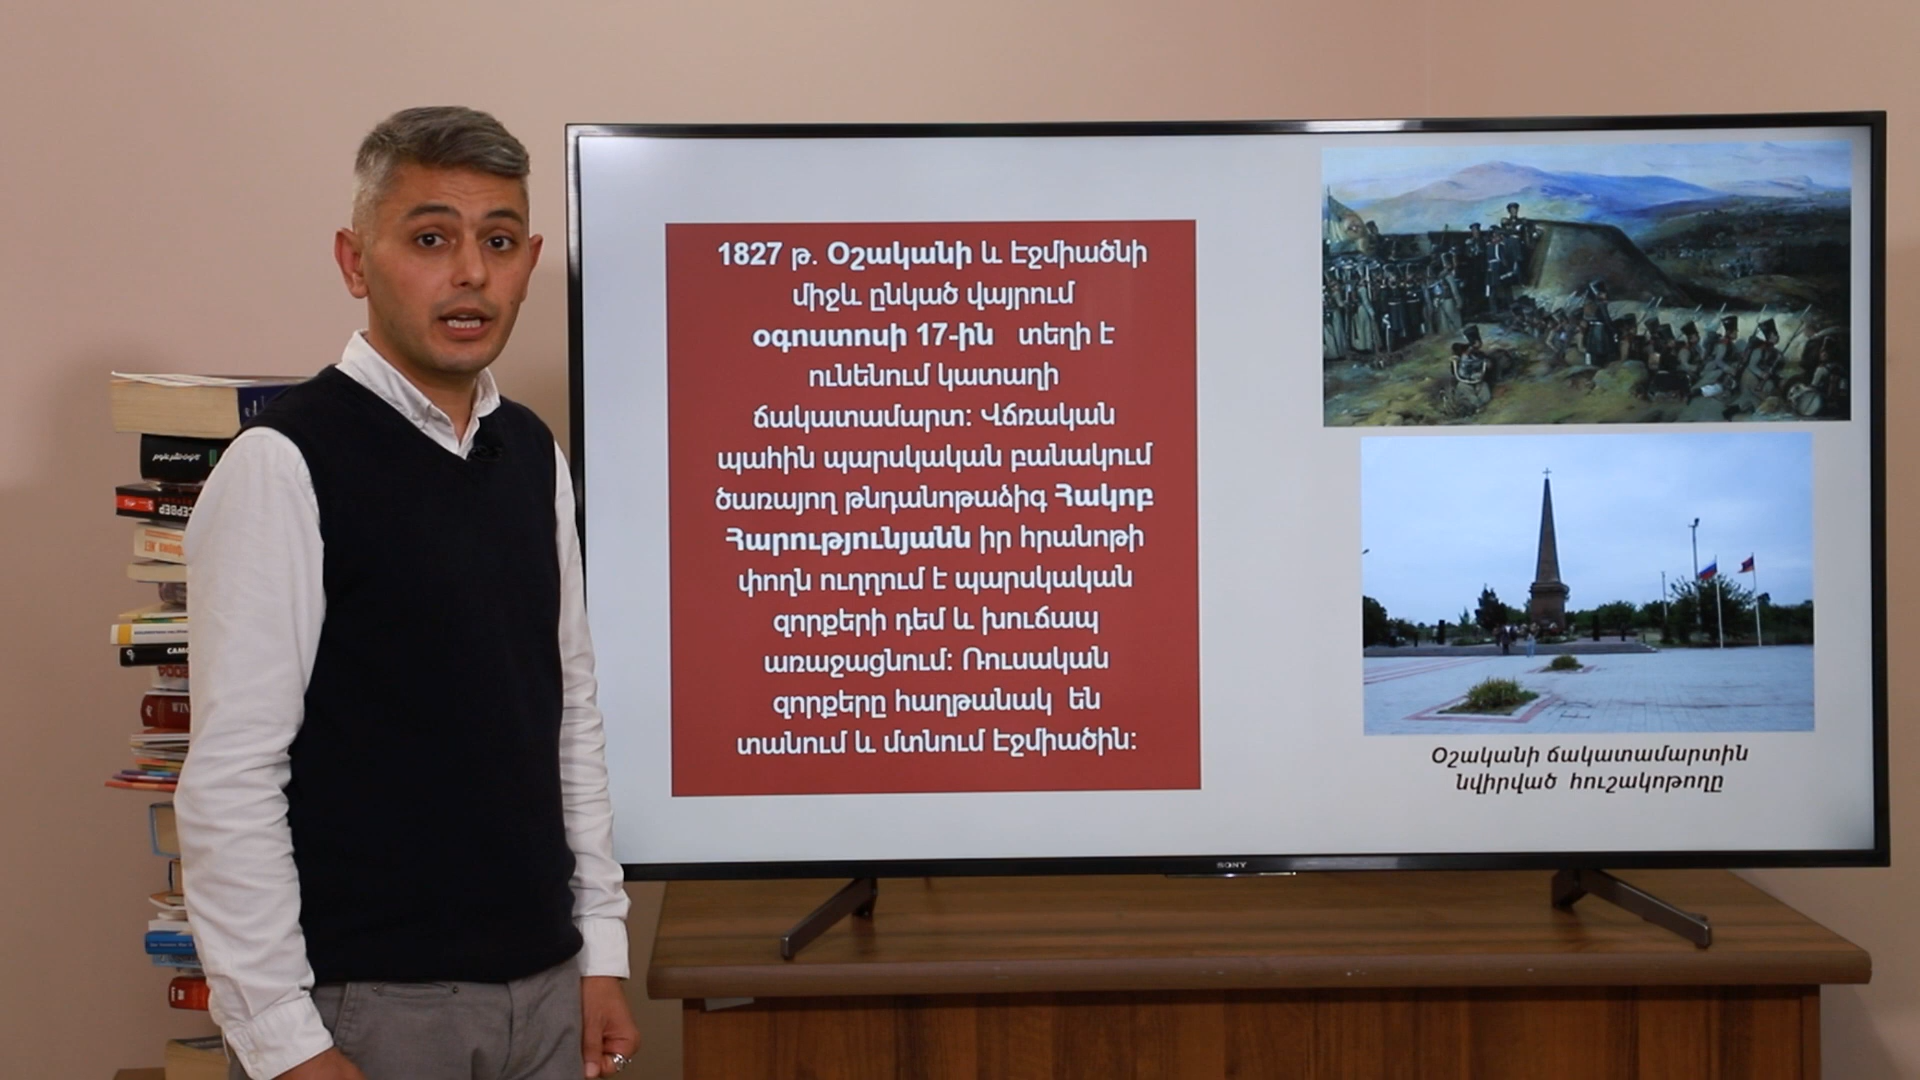 1827 թ. Օշականի և Էջմիածնի
միջև ընկած վայրում
օգոստոսի 17-ին տեղի է
ունենում կատաղի
ճակատամարտ: Վճռական
պահին պարսկական բանակում
ծառայող թնդանոթաձիգ Հակոբ
Հարությունյանն իր հրանոթի
փողն ուղղում է պարսկական
զորքերի դեմ և խուճապ
առաջացնում: Ռուսական
զորքերը հաղթանակ են
տանում և մտնում Էջմիածին:
Օշականի ճակատամարտին
նվիրված հուշակոթողը
SONY